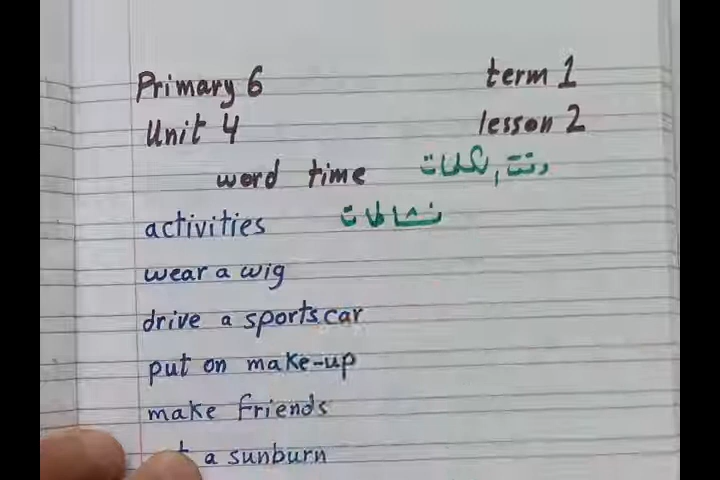 Primary 6 term 1
Unit 4 lesson 2
word time وقت الكلمات
activities نشاطات
wear a wig
drive a sports car
put on make-up
make friends
a sunburn